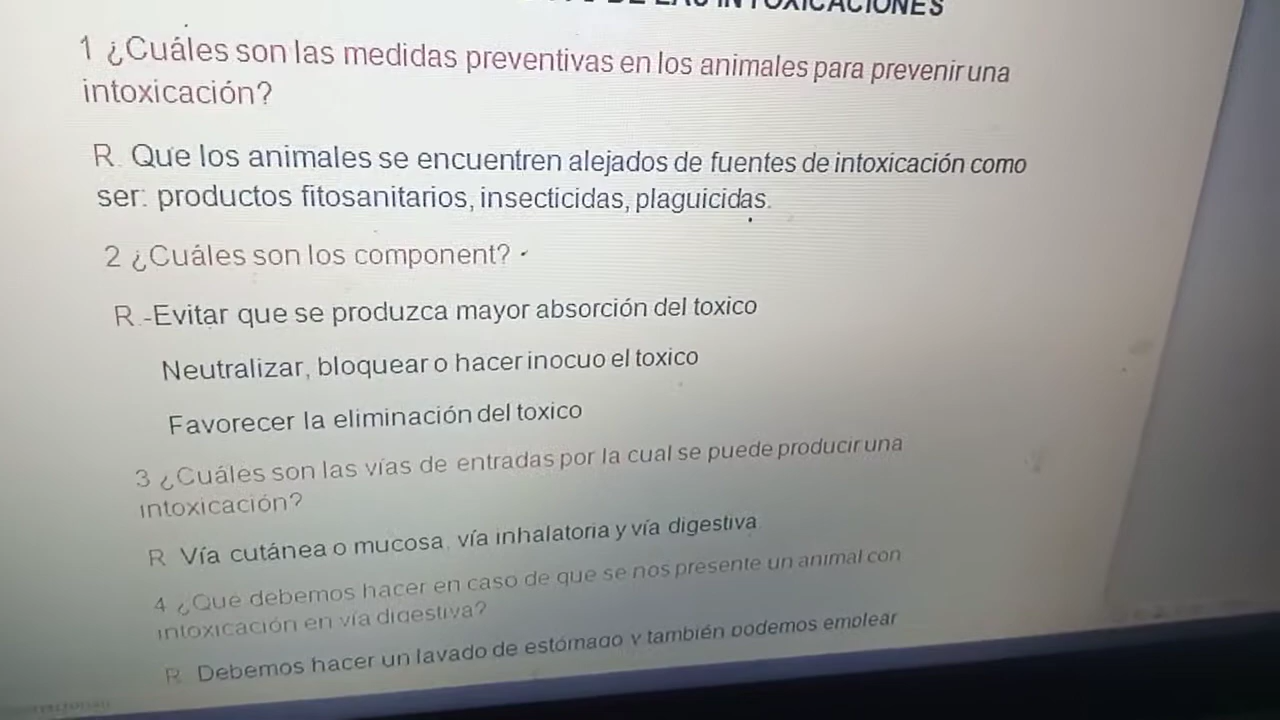 DE LAS INTOXICACIONES
1 ¿Cuáles son las medidas preventivas en los animales para prevenir una
intoxicación?
R. Que los animales se encuentren alejados de fuentes de intoxicación como
ser: productos fitosanitarios, insecticidas, plaguicidas.
2 ¿Cuáles son los component?
R.-Evitar que se produzca mayor absorción del toxico
Neutralizar, bloquear o hacer inocuo el toxico
Favorecer la eliminación del toxico
3 ¿Cuáles son las vías de entradas por la cual se puede producir una
intoxicación?
R. Vía cutánea o mucosa, vía inhalatoria y vía digestiva
4 ¿Que debemos hacer en caso de que se nos presente un animal con
intoxicación en vía digestiva?
R. Debemos hacer un lavado de estómago y también podemos emplear